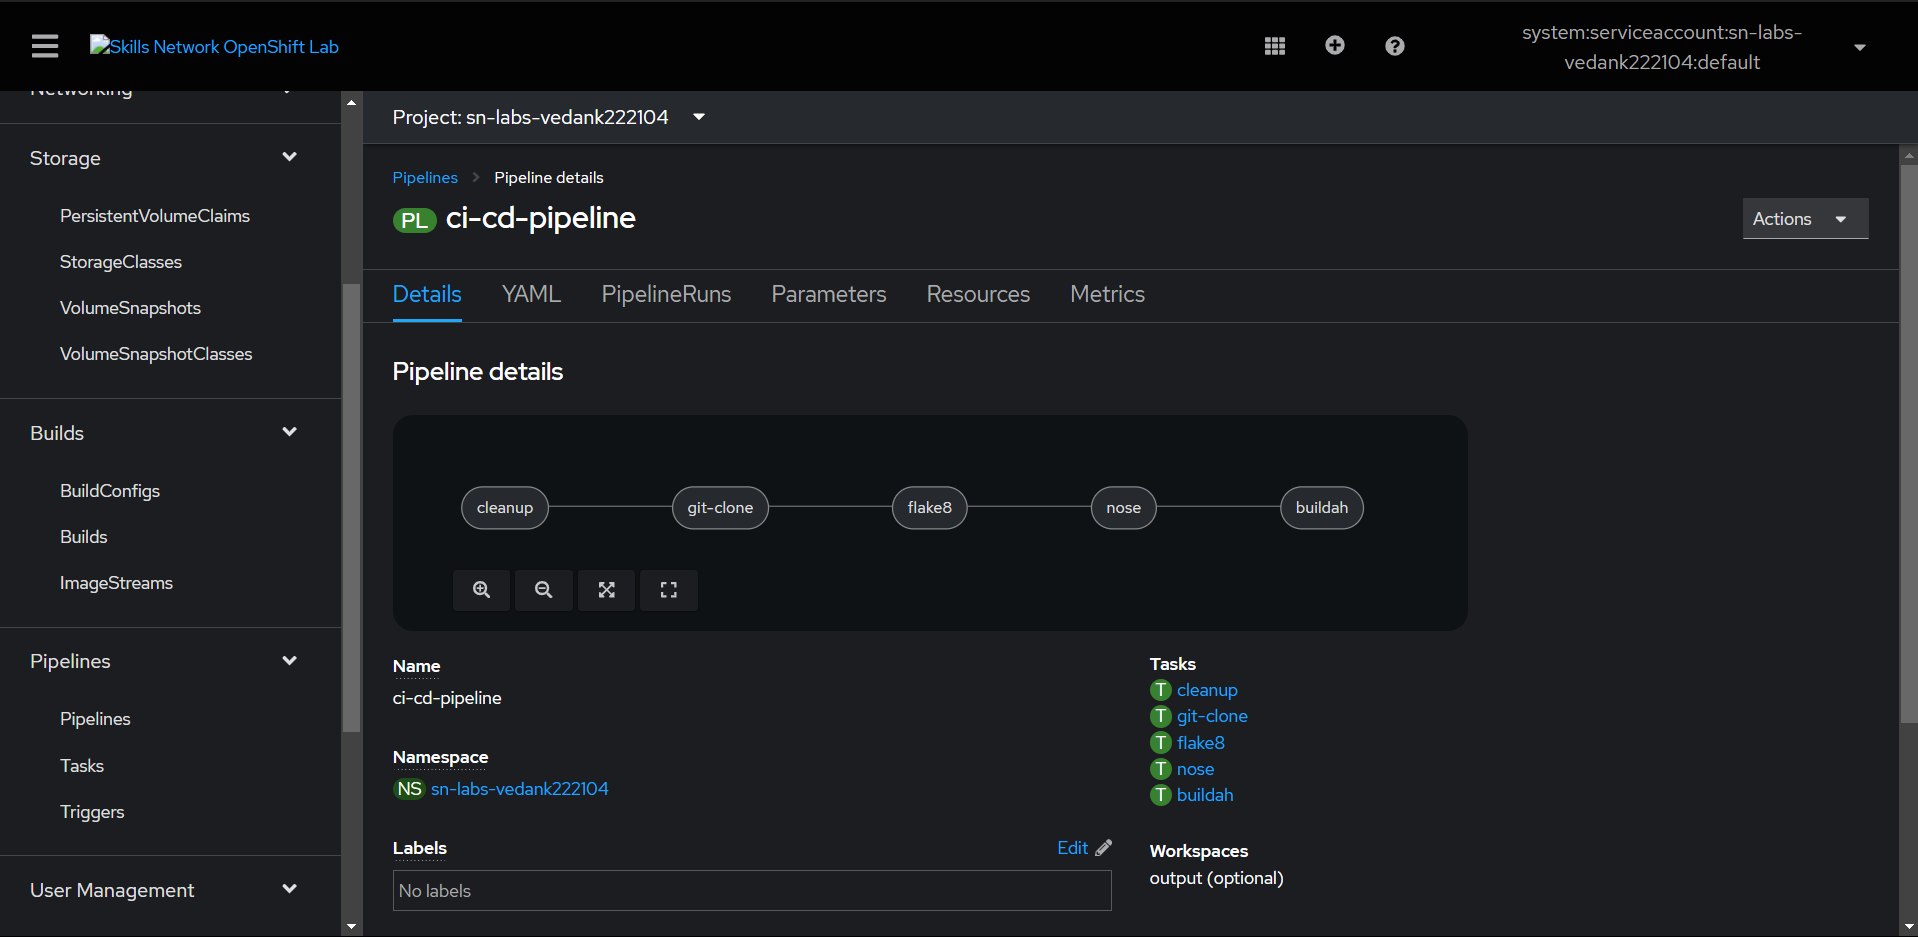 Skills Network OpenShift Lab
system:serviceaccount:sn-labs-
vedank222104:default
Networking
Storage
PersistentVolumeClaims
StorageClasses
VolumeSnapshots
VolumeSnapshotClasses
Builds
BuildConfigs
Builds
ImageStreams
Pipelines
Pipelines
Tasks
Triggers
User Management
Project: sn-labs-vedank222104
Pipelines
Pipeline details
PL ci-cd-pipeline
Actions
Details YAML PipelineRuns Parameters Resources Metrics
Pipeline details
cleanup git-clone flake8 nose buildah
Name
ci-cd-pipeline
Namespace
NS sn-labs-vedank222104
Labels
Edit
No labels
Tasks
T cleanup
T git-clone
T flake8
T nose
T buildah
Workspaces
output (optional)